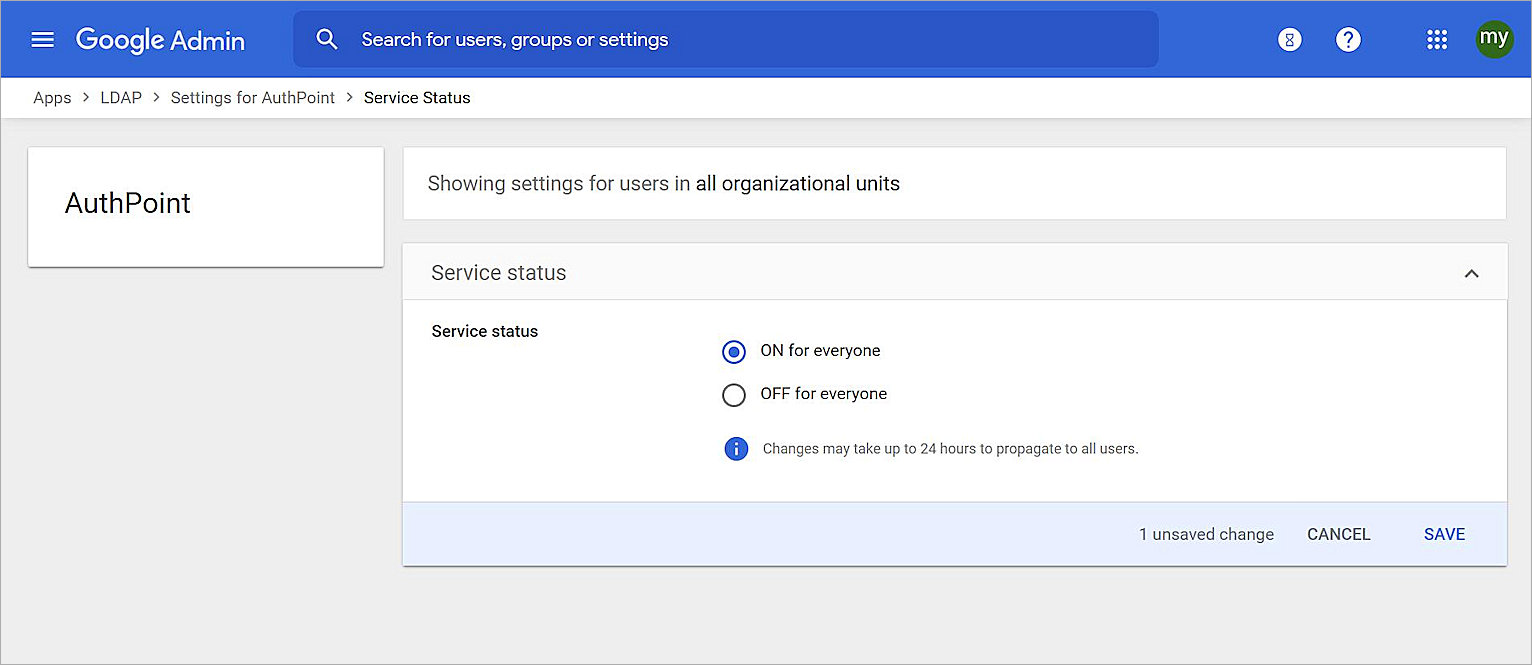 Google Admin
Search for users, groups or settings
?
my
Apps > LDAP > Settings for AuthPoint > Service Status
AuthPoint
Showing settings for users in all organizational units
Service status
Service status
ON for everyone
OFF for everyone
i
Changes may take up to 24 hours to propagate to all users.
1 unsaved change
CANCEL
SAVE